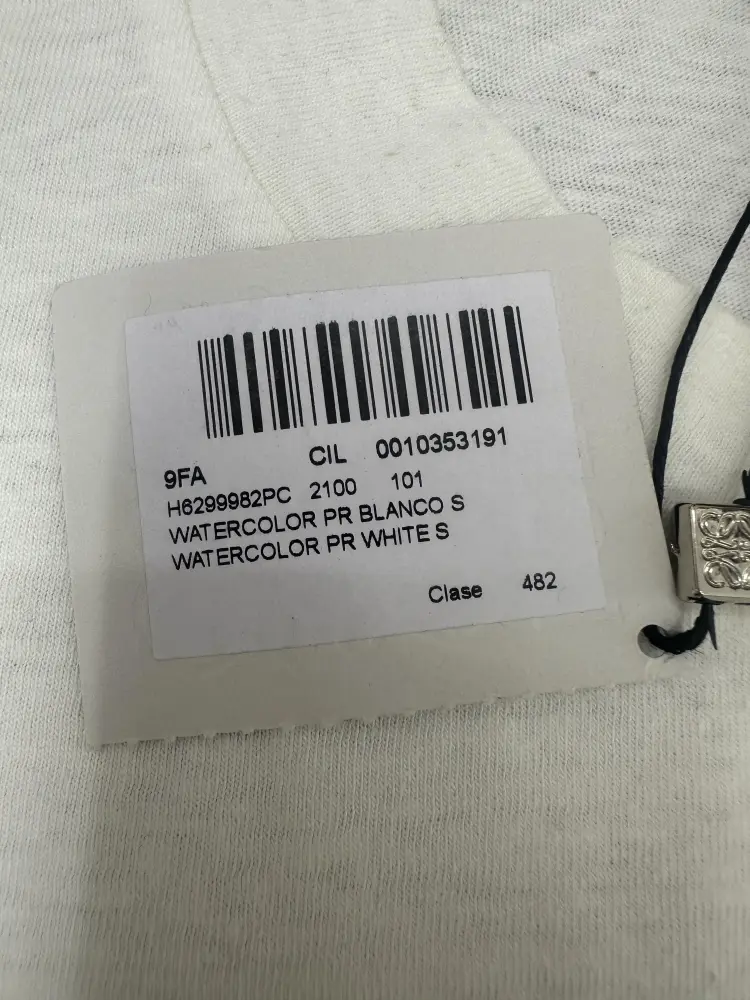 9FA CIL 0010353191
H6299982PC 2100 101
WATERCOLOR PR BLANCO S
WATERCOLOR PR WHITE S
Clase 482